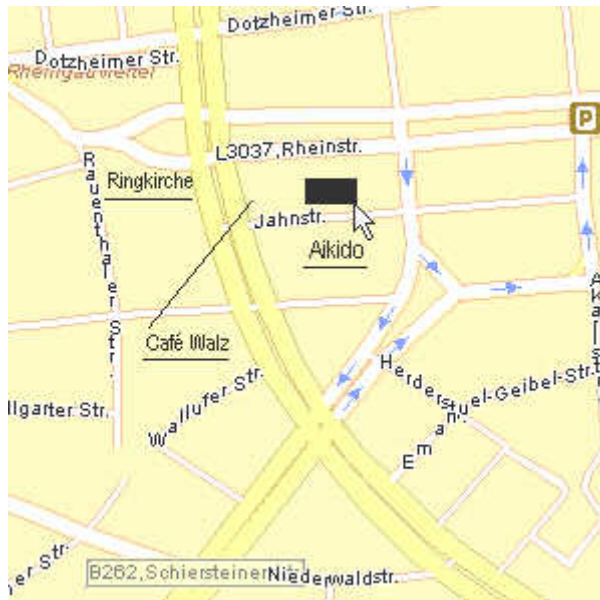 Dotzheimer Str.
Dotzheimer Str.
Rheingauviertel
P
L3037,Rheinstr.
Rauenthaler Str.
Ringkirche
Jahnstr.
Aikido
Café Walz
Wallufer Str.
Herderstr.
Emanuel-Geibel-Str.
llgarter Str.
er Str.
B262,Schiersteiner
Niederwaldstr.